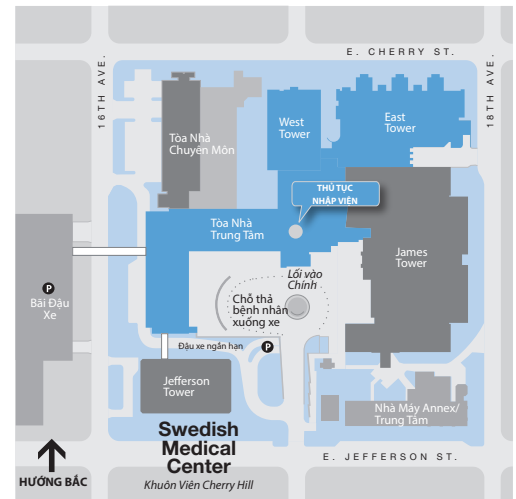 E. CHERRY ST.
16TH AVE.
18TH AVE.
West
Tower
East
Tower
Tòa Nhà
Chuyển Môn
THỦ TỤC
NHẬP VIỆN
Tòa Nhà
Trung Tâm
James
Tower
Lối vào
Chính
P
Bãi Đậu
Xe
Chỗ thả
bệnh nhân
xuống xe
Đậu xe ngắn hạn
P
Jefferson
Tower
Nhà Máy Annex/
Trung Tâm
Swedish
Medical
Center
Khuôn Viên Cherry Hill
E. JEFFERSON ST.
HƯỚNG BẮC